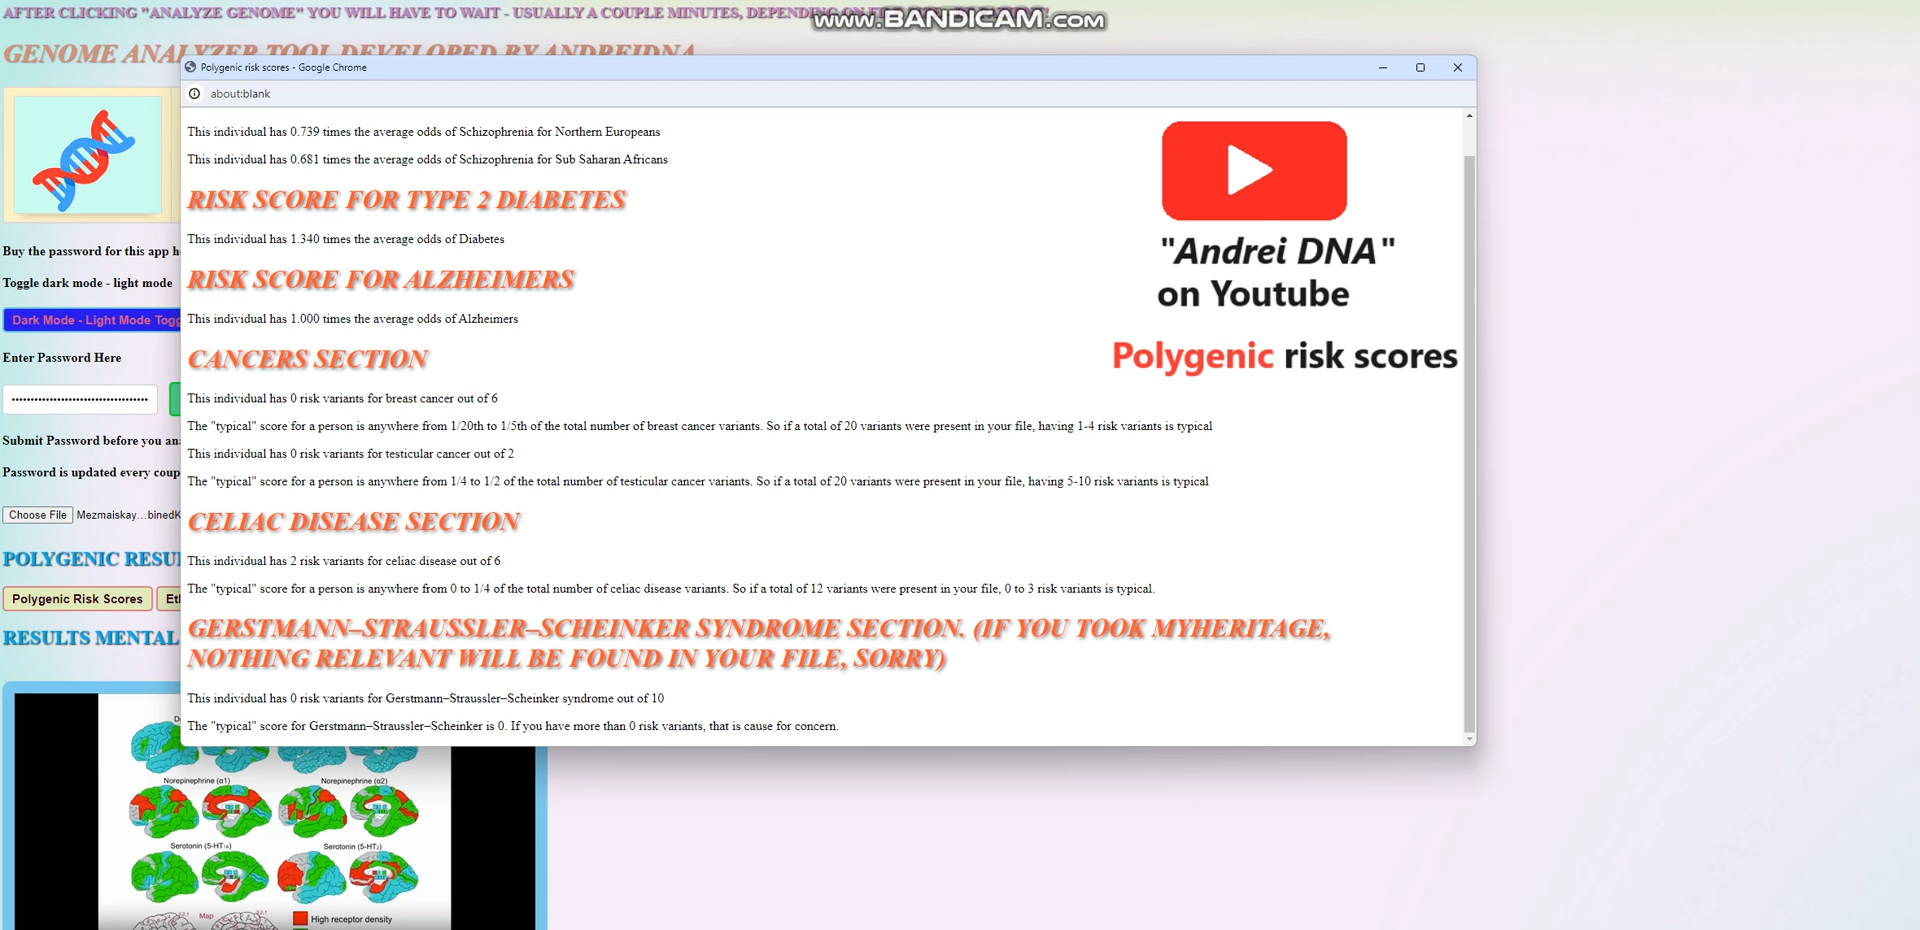 AFTER CLICKING "ANALYZE GENOME" YOU WILL HAVE TO WAIT - USUALLY A COUPLE MINUTES, DEPENDING
www.BANDICAM.com
GENOME ANALYZER TOOL DEVELOPED BY ANDREIDNA
Polygenic risk scores - Google Chrome
about:blank
This individual has 0.739 times the average odds of Schizophrenia for Northern Europeans
This individual has 0.681 times the average odds of Schizophrenia for Sub Saharan Africans
RISK SCORE FOR TYPE 2 DIABETES
This individual has 1.340 times the average odds of Diabetes
RISK SCORE FOR ALZHEIMERS
This individual has 1.000 times the average odds of Alzheimers
CANCERS SECTION
This individual has 0 risk variants for breast cancer out of 6
The "typical" score for a person is anywhere from 1/20th to 1/5th of the total number of breast cancer variants. So if a total of 20 variants were present in your file, having 1-4 risk variants is typical
This individual has 0 risk variants for testicular cancer out of 2
The "typical" score for a person is anywhere from 1/4 to 1/2 of the total number of testicular cancer variants. So if a total of 20 variants were present in your file, having 5-10 risk variants is typical
CELIAC DISEASE SECTION
This individual has 2 risk variants for celiac disease out of 6
The "typical" score for a person is anywhere from 0 to 1/4 of the total number of celiac disease variants. So if a total of 12 variants were present in your file, 0 to 3 risk variants is typical.
GERSTMANN–STRAUSSLER–SCHEINKER SYNDROME SECTION. (IF YOU TOOK MYHERITAGE,
NOTHING RELEVANT WILL BE FOUND IN YOUR FILE, SORRY)
This individual has 0 risk variants for Gerstmann–Straussler–Scheinker syndrome out of 10
The "typical" score for Gerstmann–Straussler–Scheinker is 0. If you have more than 0 risk variants, that is cause for concern.
"Andrei DNA"
on Youtube
Polygenic risk scores
Buy the password for this app h
Toggle dark mode - light mode
Dark Mode - Light Mode Togg
Enter Password Here
Submit Password before you ana
Password is updated every coup
Choose File Mezmaiskay...binedK
POLYGENIC RESU
Polygenic Risk Scores
Et
RESULTS MENTAL
Norepinephrine (α1)
Norepinephrine (α2)
Serotonin (5-HT1A)
Serotonin (5-HT2)
Map
High receptor density